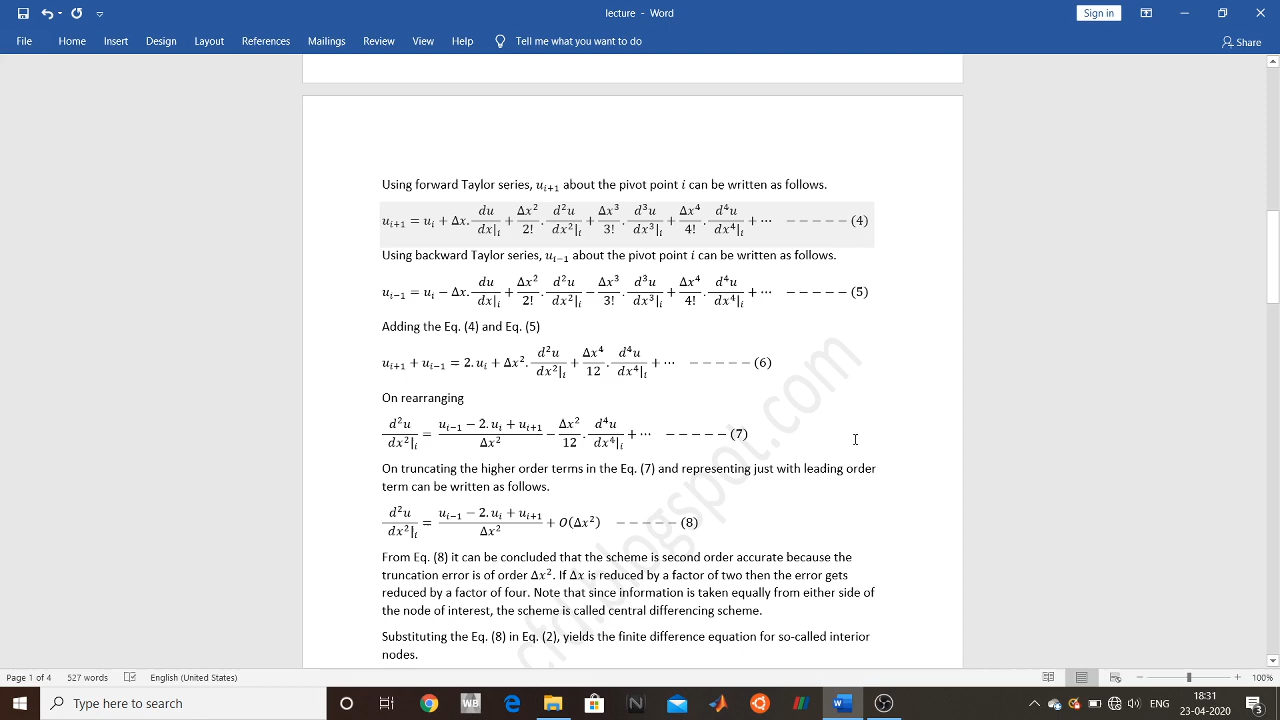 lecture - Word
Sign in
File Home Insert Design Layout References Mailings Review View Help Tell me what you want to do Share
Using forward Taylor series, u_{i+1} about the pivot point i can be written as follows.
u_{i+1} = u_i + Δx. du/dx|_i + Δx²/2! . d²u/dx²|_i + Δx³/3! . d³u/dx³|_i + Δx⁴/4! . d⁴u/dx⁴|_i + ⋯ − − − − − (4)
Using backward Taylor series, u_{i−1} about the pivot point i can be written as follows.
u_{i−1} = u_i − Δx. du/dx|_i + Δx²/2! . d²u/dx²|_i − Δx³/3! . d³u/dx³|_i + Δx⁴/4! . d⁴u/dx⁴|_i + ⋯ − − − − − (5)
Adding the Eq. (4) and Eq. (5)
u_{i+1} + u_{i−1} = 2. u_i + Δx². d²u/dx²|_i + Δx⁴/12 . d⁴u/dx⁴|_i + ⋯ − − − − − (6)
On rearranging
d²u/dx²|_i = (u_{i−1} − 2. u_i + u_{i+1})/Δx² − Δx²/12 . d⁴u/dx⁴|_i + ⋯ − − − − − (7)
On truncating the higher order terms in the Eq. (7) and representing just with leading order
term can be written as follows.
d²u/dx²|_i = (u_{i−1} − 2. u_i + u_{i+1})/Δx² + O(Δx²) − − − − − (8)
From Eq. (8) it can be concluded that the scheme is second order accurate because the
truncation error is of order Δx². If Δx is reduced by a factor of two then the error gets
reduced by a factor of four. Note that since information is taken equally from either side of
the node of interest, the scheme is called central differencing scheme.
Substituting the Eq. (8) in Eq. (2), yields the finite difference equation for so-called interior
nodes.
Page 1 of 4 527 words English (United States) 100%
Type here to search
ENG
18:31
23-04-2020
3